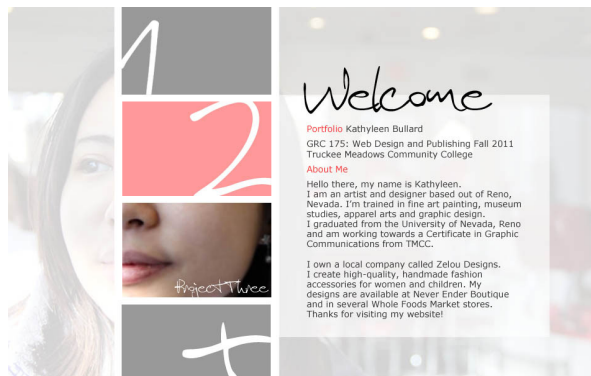 1
2
Project Three
Welcome
Portfolio Kathyleen Bullard
GRC 175: Web Design and Publishing Fall 2011
Truckee Meadows Community College
About Me
Hello there, my name is Kathyleen.
I am an artist and designer based out of Reno,
Nevada. I'm trained in fine art painting, museum
studies, apparel arts and graphic design.
I graduated from the University of Nevada, Reno
and am working towards a Certificate in Graphic
Communications from TMCC.
I own a local company called Zelou Designs.
I create high-quality, handmade fashion
accessories for women and children. My
designs are available at Never Ender Boutique
and in several Whole Foods Market stores.
Thanks for visiting my website!